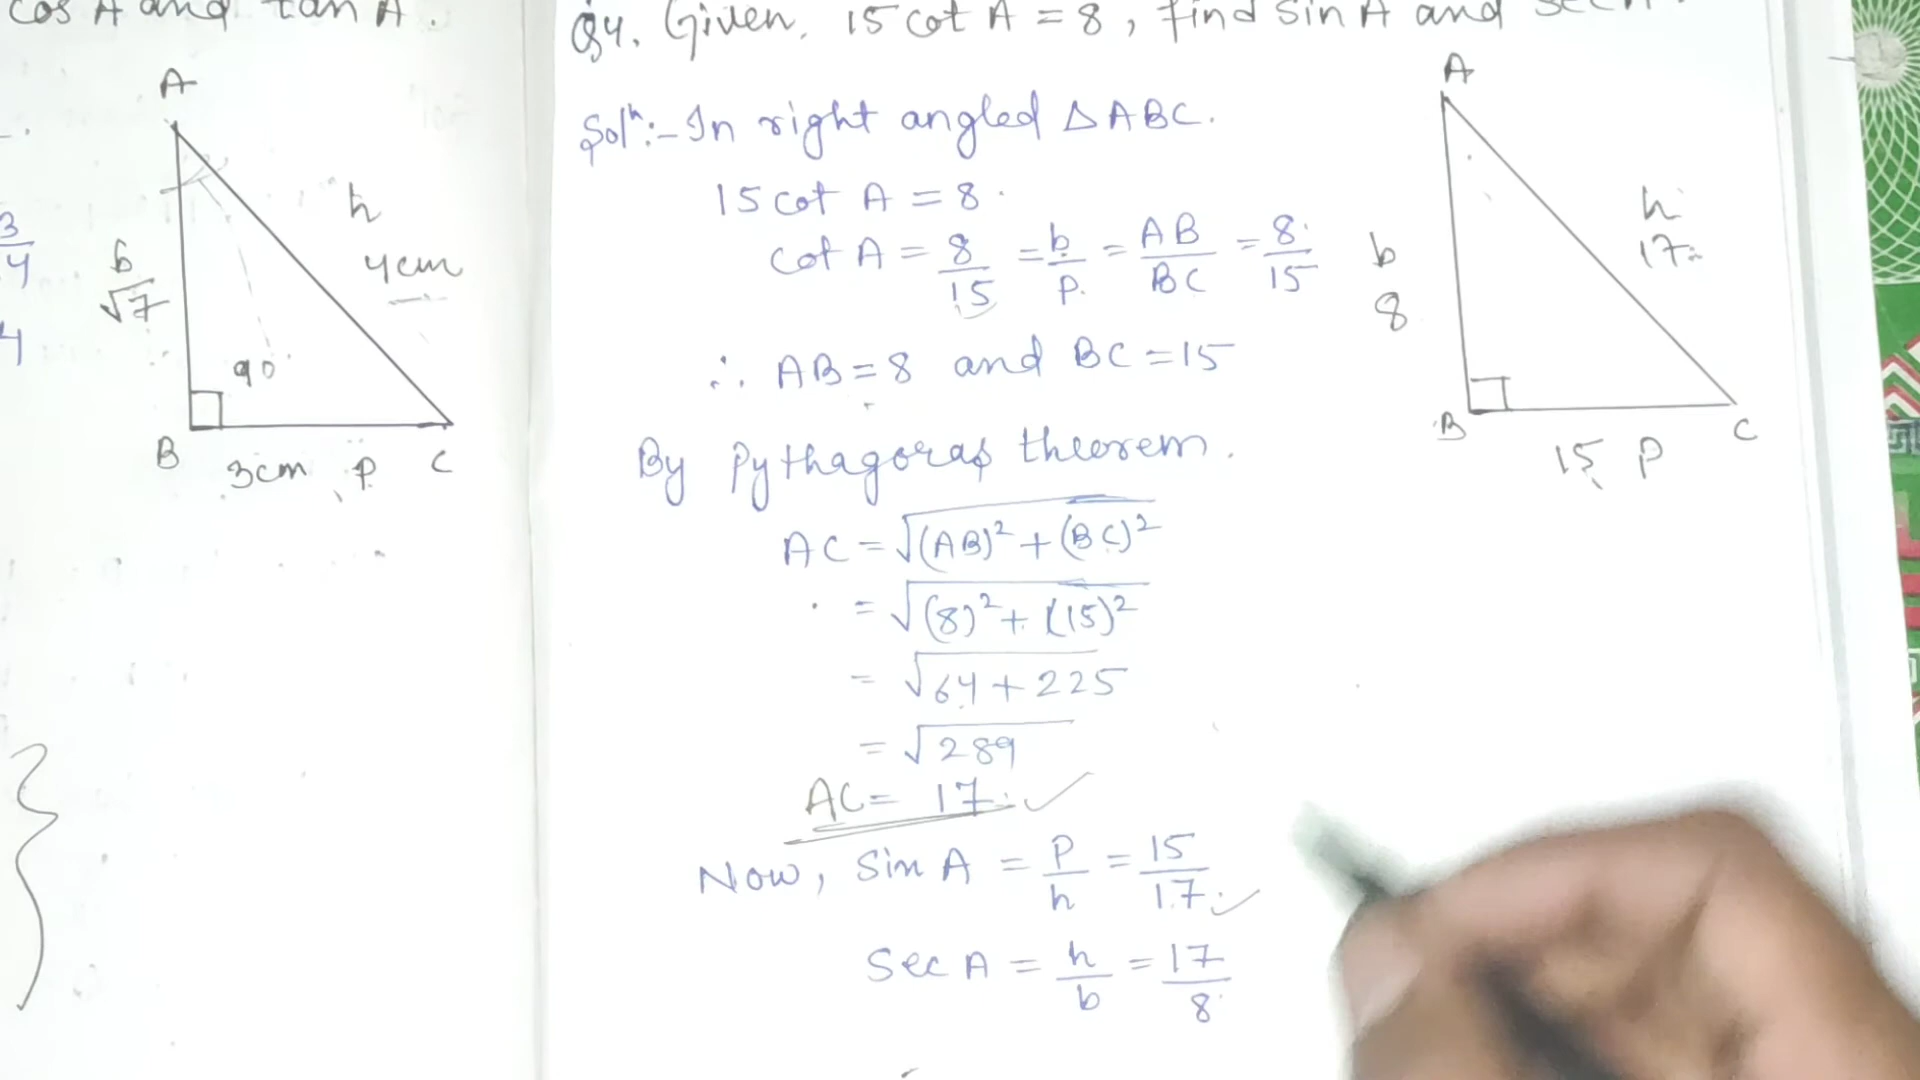 cos A and tan A.
A
h
4cm
b
√7
90
B
3cm
p
C
3/4
4
Q4. Given, 15 cot A = 8, find sin A and
Solⁿ:- In right angled △ABC.
15 cot A = 8.
cot A = 8/15 = b/p = AB/BC = 8/15
∴ AB = 8 and BC = 15
By Pythagoras theorem.
AC = √(AB)² + (BC)²
= √(8)² + (15)²
= √64 + 225
= √289
AC = 17
Now, Sin A = P/h = 15/17
Sec A = h/b = 17/8
A
h
17
b
8
B
15 P
C